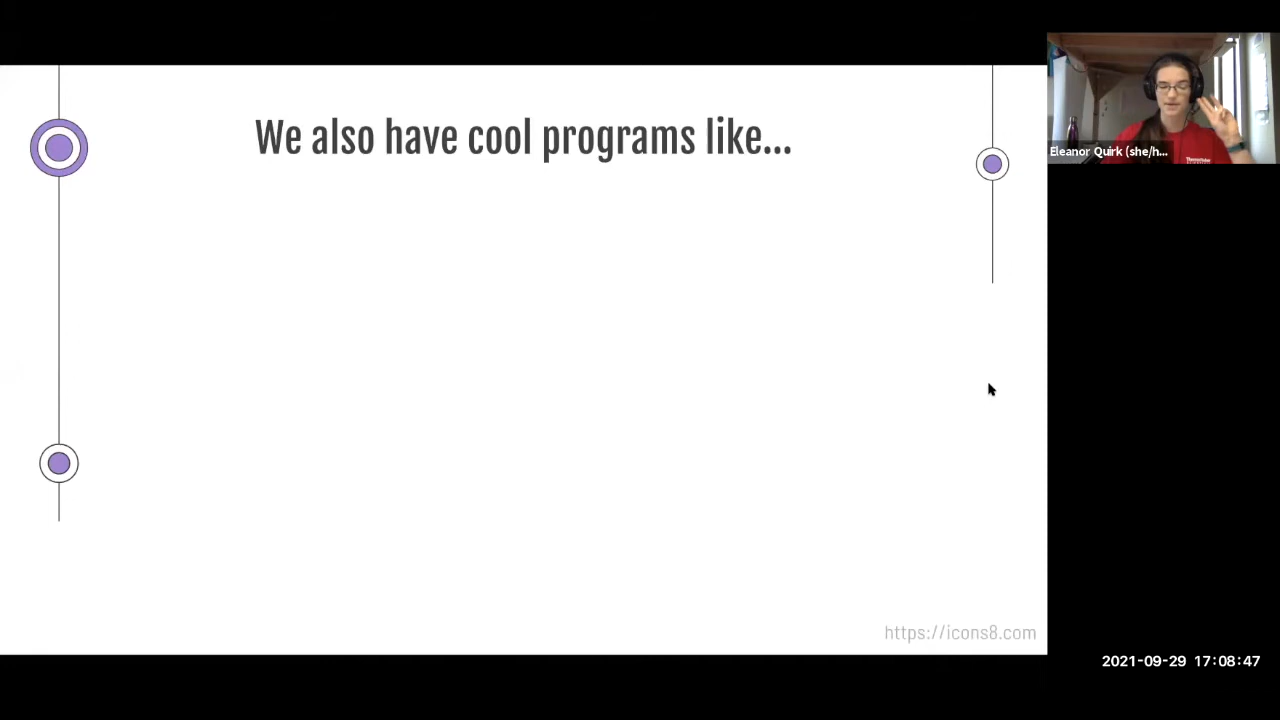 We also have cool programs like...
Eleanor Quirk (she/h...
https://icons8.com
2021-09-29 17:08:47